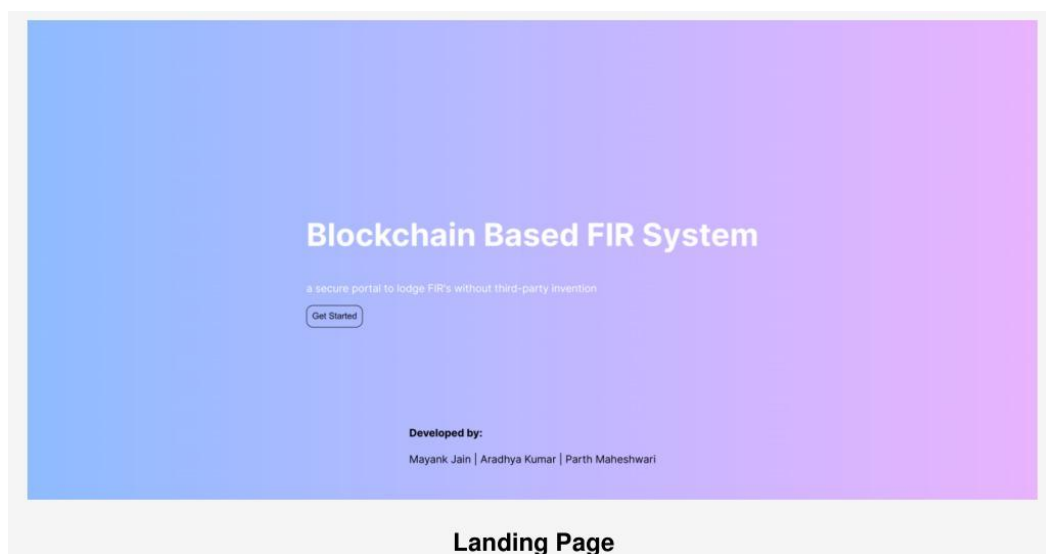 Blockchain Based FIR System
a secure portal to lodge FIR's without third-party invention
Get Started
Developed by:
Mayank Jain | Aradhya Kumar | Parth Maheshwari
Landing Page